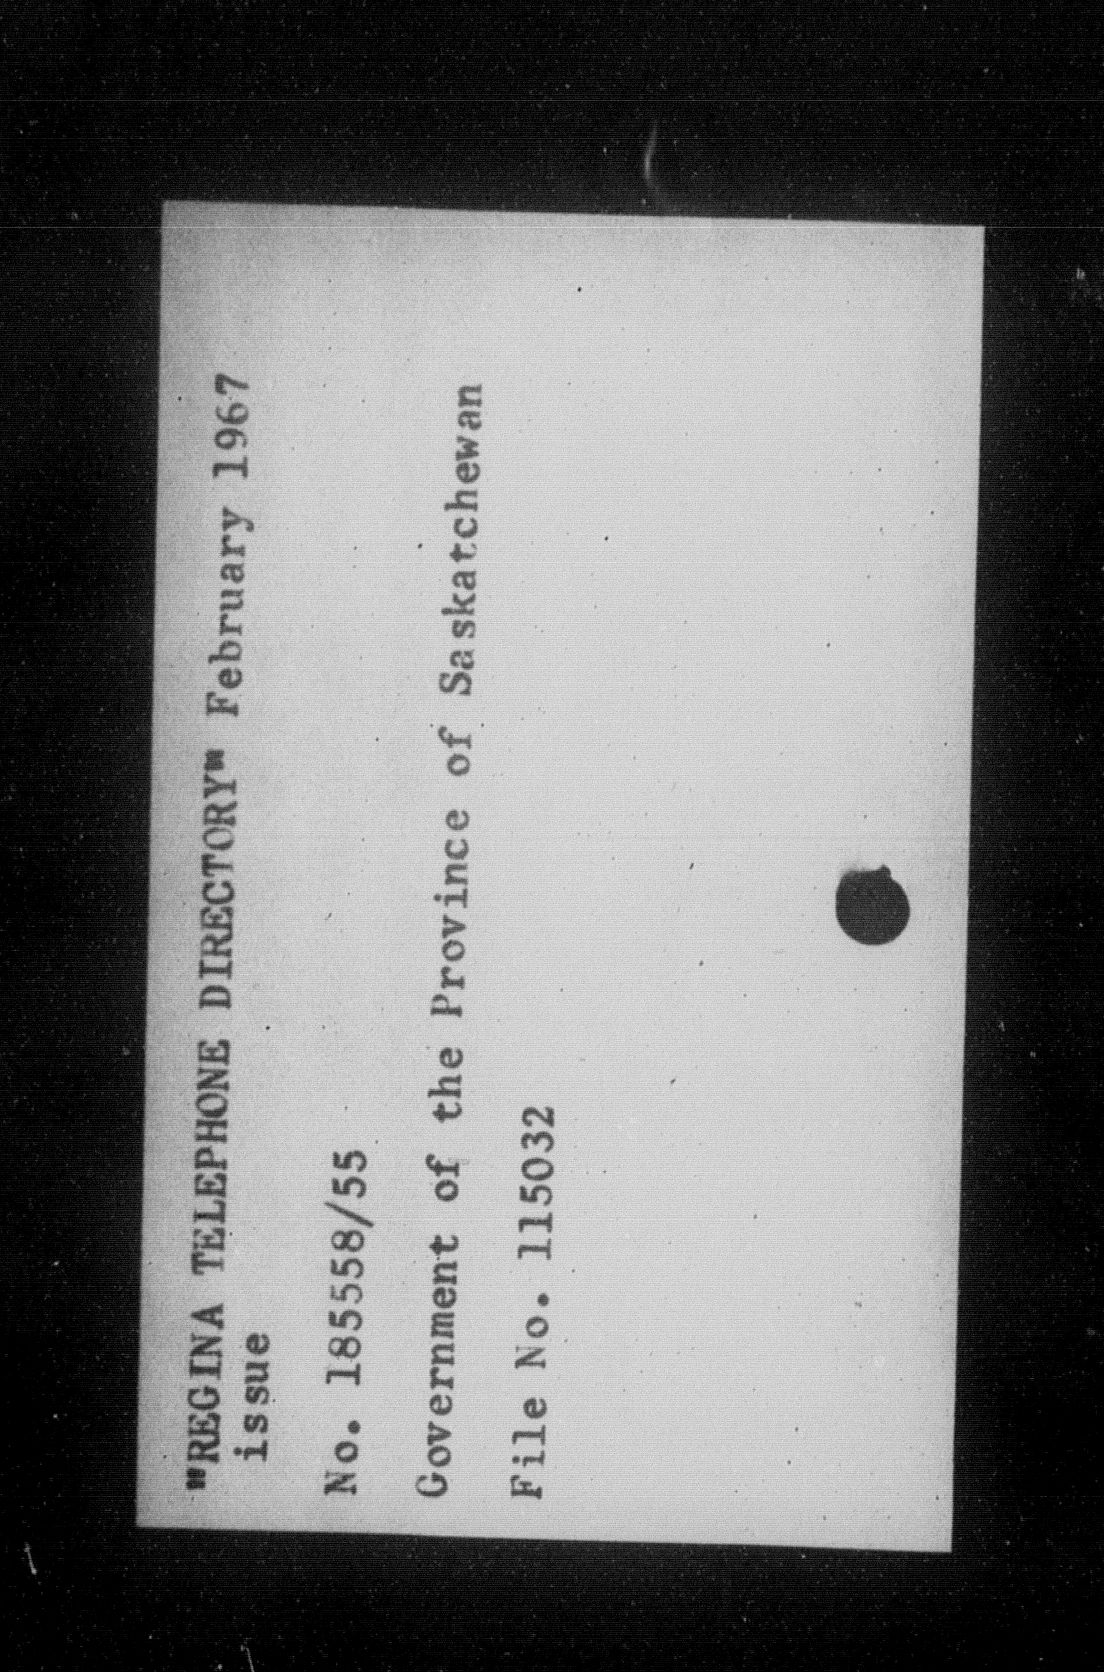 "REGINA TELEPHONE DIRECTORY" February 1967
issue
No. 185558/55
Government of the Province of Saskatchewan
File No. 115032